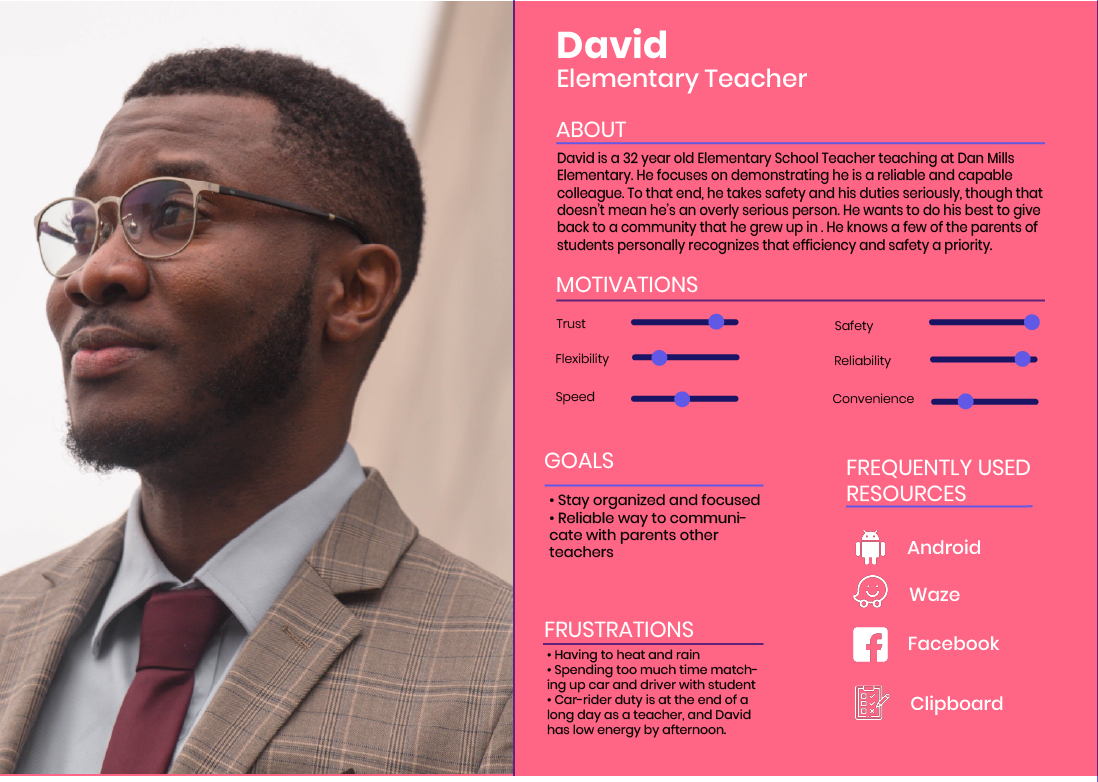 David
Elementary Teacher
ABOUT
David is a 32 year old Elementary School Teacher teaching at Dan Mills
Elementary. He focuses on demonstrating he is a reliable and capable
colleague. To that end, he takes safety and his duties seriously, though that
doesn't mean he's an overly serious person. He wants to do his best to give
back to a community that he grew up in . He knows a few of the parents of
students personally recognizes that efficiency and safety a priority.
MOTIVATIONS
Trust
Flexibility
Speed
Safety
Reliability
Convenience
GOALS
• Stay organized and focused
• Reliable way to communi-
cate with parents other
teachers
FRUSTRATIONS
• Having to heat and rain
• Spending too much time match-
ing up car and driver with student
• Car-rider duty is at the end of a
long day as a teacher, and David
has low energy by afternoon.
FREQUENTLY USED
RESOURCES
Android
Waze
Facebook
Clipboard